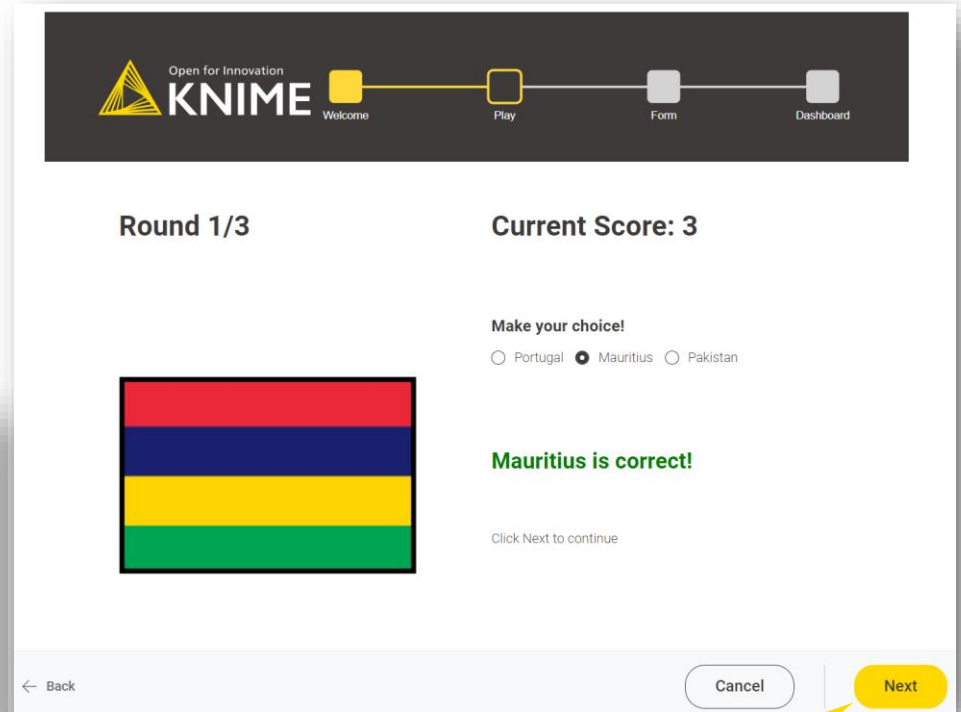 Open for Innovation
KNIME
Welcome
Play
Form
Dashboard
Round 1/3
Current Score: 3
Make your choice!
Portugal Mauritius Pakistan
Mauritius is correct!
Click Next to continue
← Back
Cancel
Next